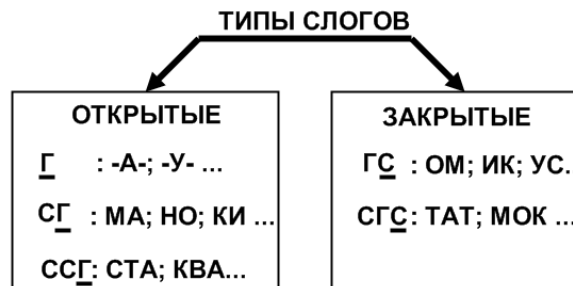 ТИПЫ СЛОГОВ
ОТКРЫТЫЕ
Г : -А-; -У- ...
СГ : МА; НО; КИ ...
ССГ: СТА; КВА...
ЗАКРЫТЫЕ
ГС : ОМ; ИК; УС.
СГС: ТАТ; МОК ...